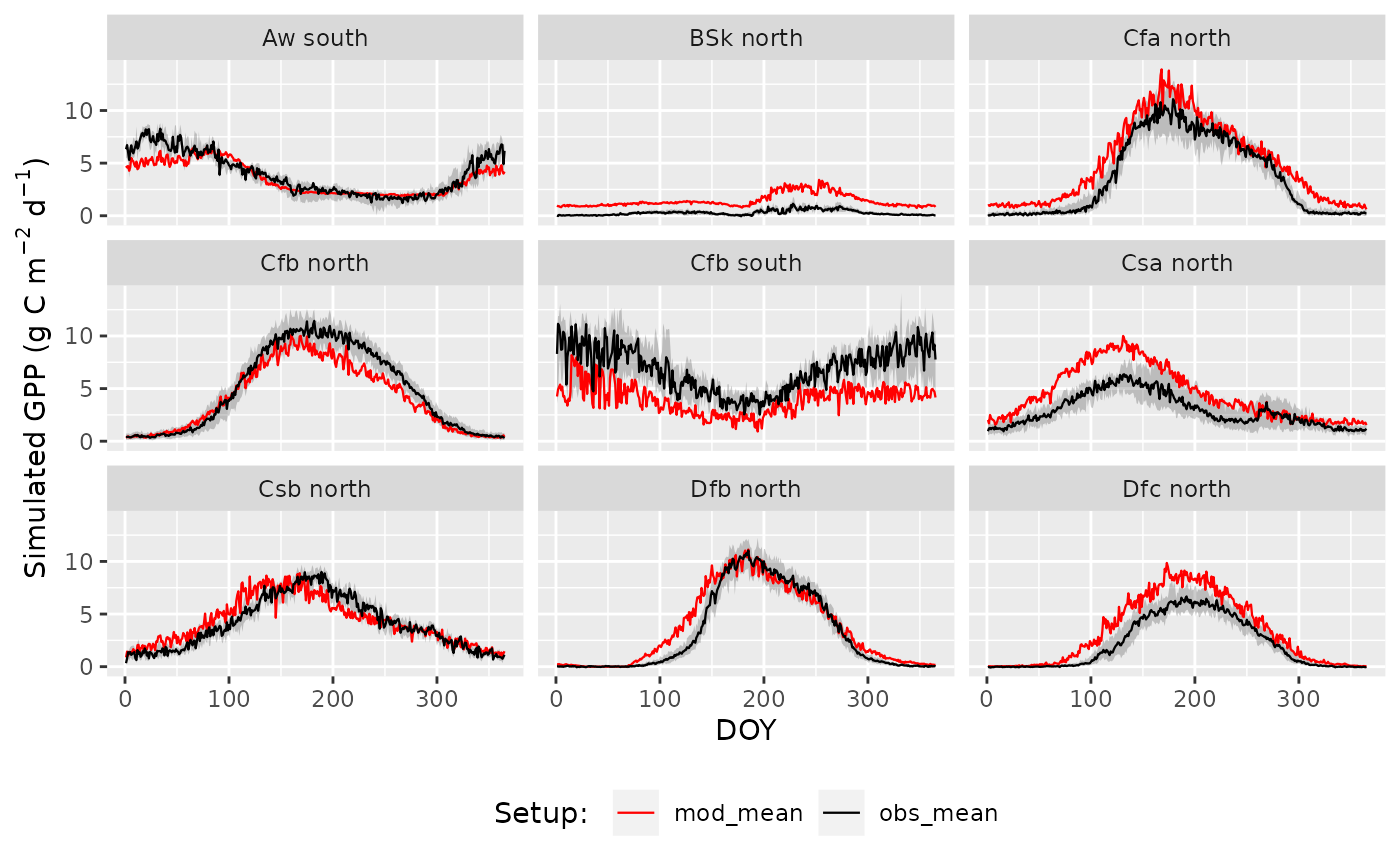 Aw south
BSk north
Cfa north
10
5
0
Cfb north
Cfb south
Csa north
10
5
0
Csb north
Dfb north
Dfc north
10
5
0
0 100 200 300
0 100 200 300
0 100 200 300
Simulated GPP (g C m⁻² d⁻¹)
DOY
Setup: mod_mean obs_mean